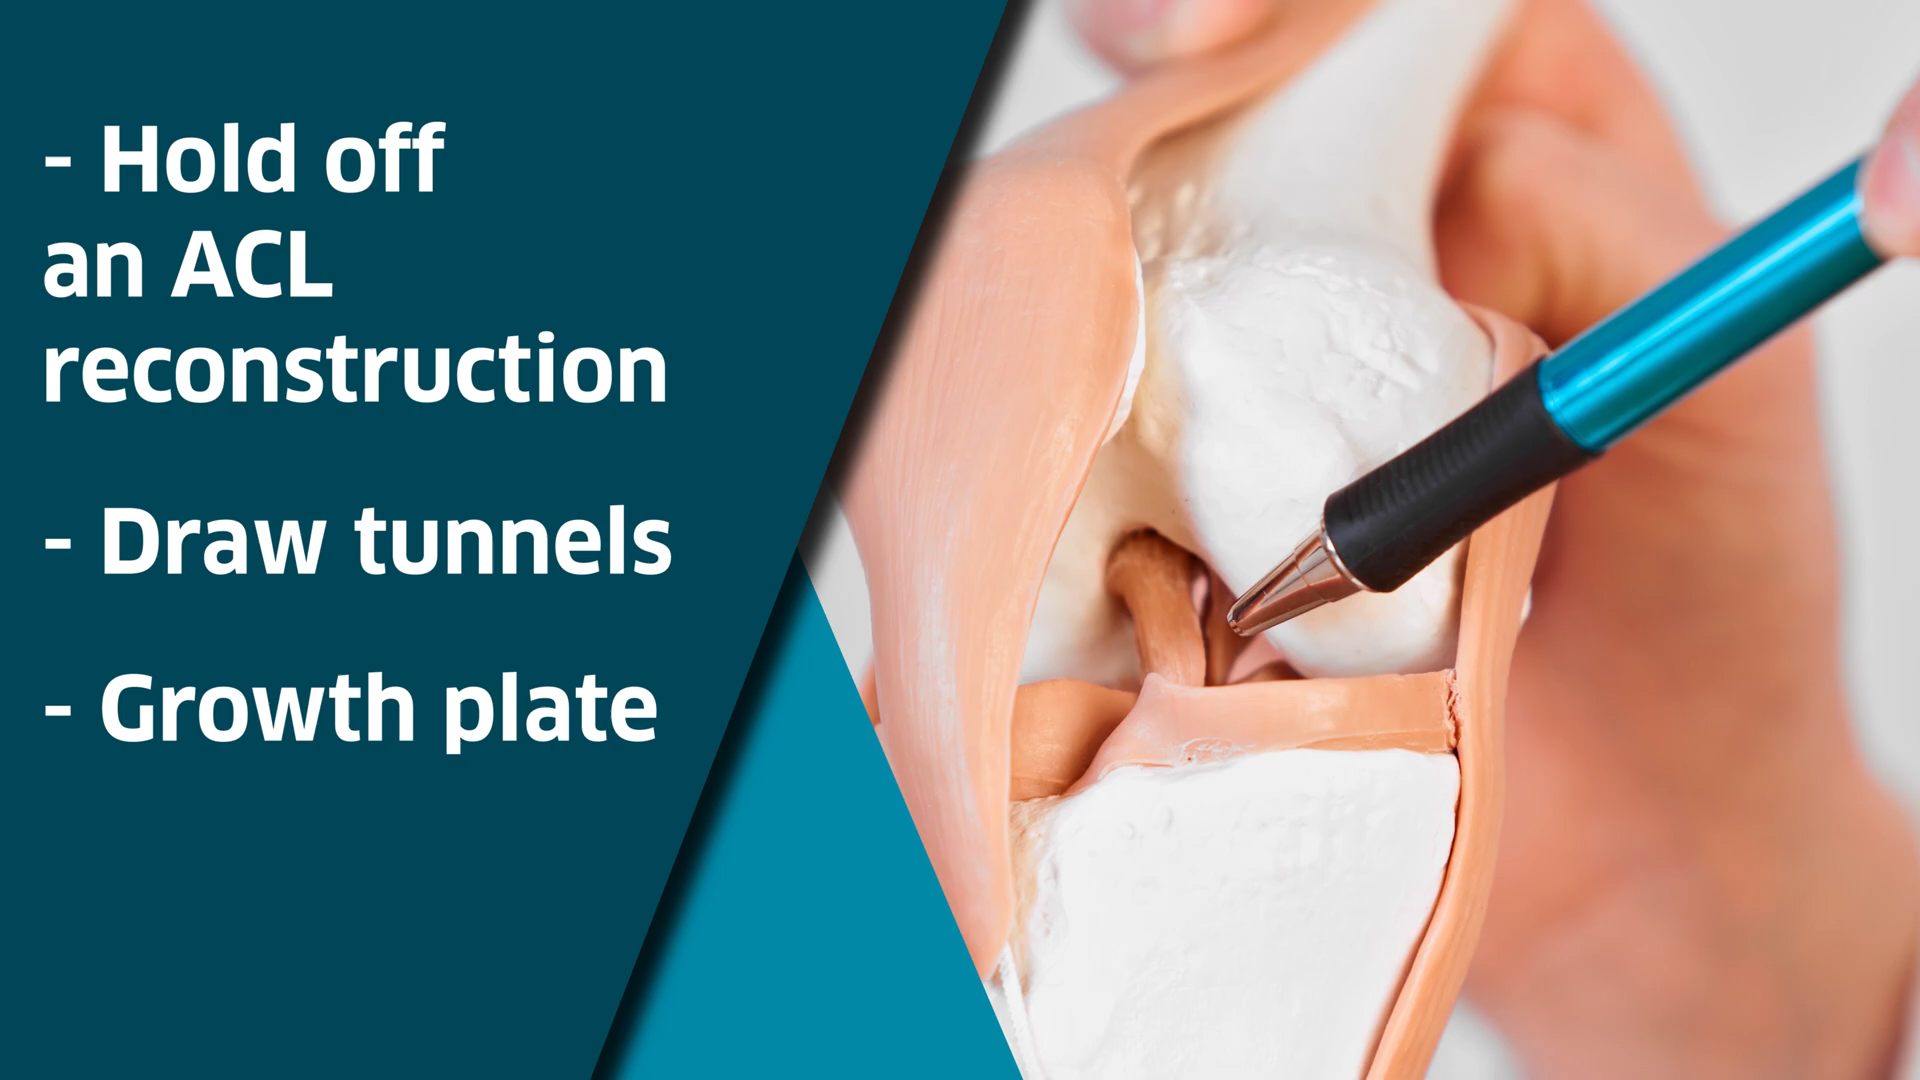 - Hold off
an ACL
reconstruction
- Draw tunnels
- Growth plate